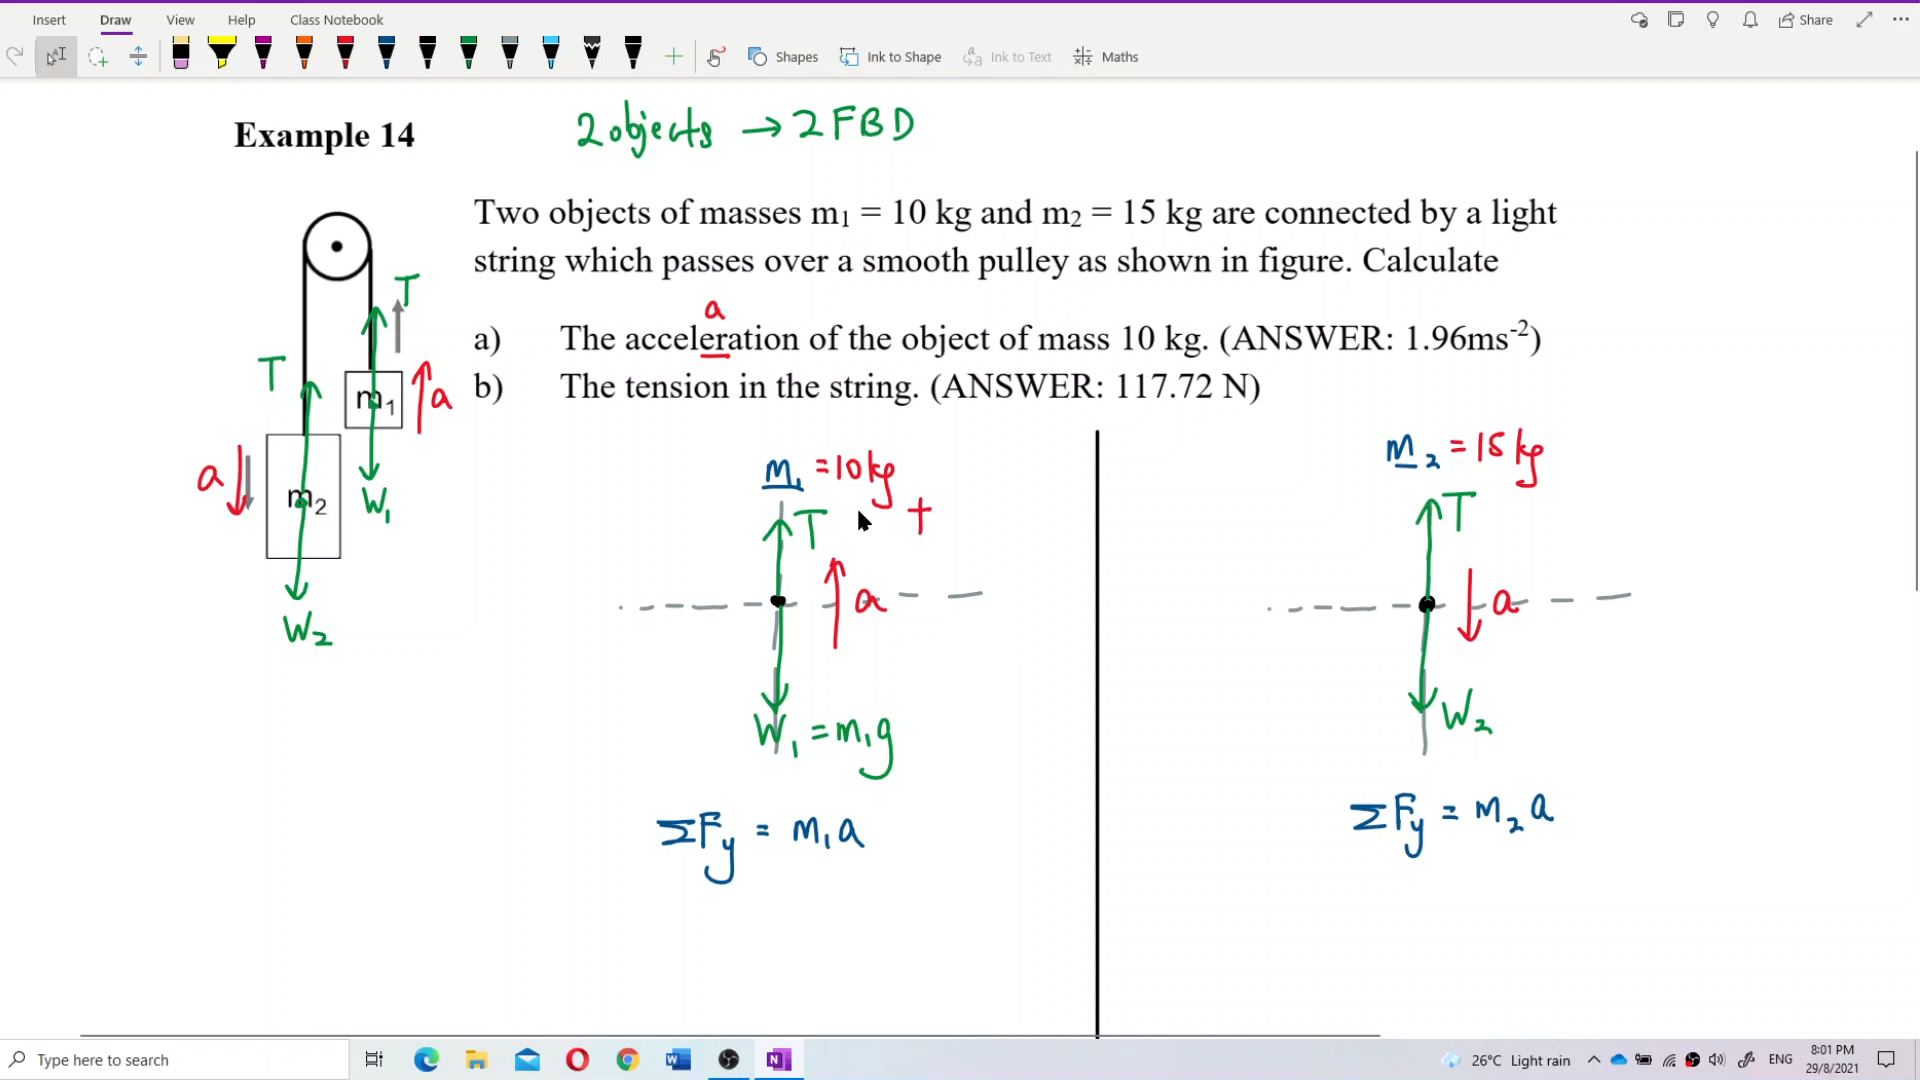 Insert Draw View Help Class Notebook
Share
Shapes Ink to Shape Ink to Text Maths
Example 14
2 objects → 2 FBD
Two objects of masses m1 = 10 kg and m2 = 15 kg are connected by a light
string which passes over a smooth pulley as shown in figure. Calculate
a
a) The acceleration of the object of mass 10 kg. (ANSWER: 1.96ms-2)
b) The tension in the string. (ANSWER: 117.72 N)
T
T
m1
a
a
m2
W1
W2
m1 = 10kg
+
T
a
W1 = m1g
ΣFy = m1a
m2 = 15kg
T
a
W2
ΣFy = m2a
Type here to search
26°C Light rain
ENG
8:01 PM
29/8/2021